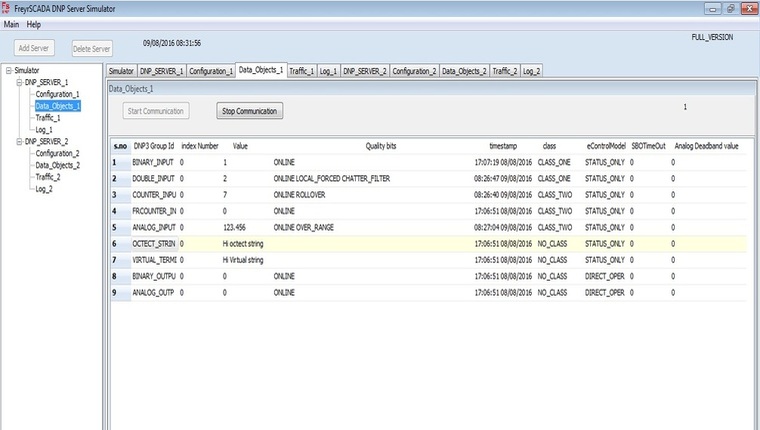 FreyrSCADA DNP Server Simulator
Main Help
FULL_VERSION
Add Server Delete Server 09/08/2016 08:31:56
Simulator
DNP_SERVER_1
Configuration_1
Data_Objects_1
Traffic_1
Log_1
DNP_SERVER_2
Configuration_2
Data_Objects_2
Traffic_2
Log_2
Simulator DNP_SERVER_1 Configuration_1 Data_Objects_1 Traffic_1 Log_1 DNP_SERVER_2 Configuration_2 Data_Objects_2 Traffic_2 Log_2
Data_Objects_1
Start Communication Stop Communication 1
s.no DNP3 Group Id index Number Value Quality bits timestamp class eControlModel SBOTimeOut Analog Deadband value
1 BINARY_INPUT 0 1 ONLINE 17:07:19 08/08/2016 CLASS_ONE STATUS_ONLY 0 0
2 DOUBLE_INPUT 0 2 ONLINE LOCAL_FORCED CHATTER_FILTER 08:26:47 09/08/2016 CLASS_ONE STATUS_ONLY 0 0
3 COUNTER_INPU 0 7 ONLINE ROLLOVER 08:26:40 09/08/2016 CLASS_TWO STATUS_ONLY 0 0
4 FRCOUNTER_IN 0 0 ONLINE 17:06:51 08/08/2016 CLASS_TWO STATUS_ONLY 0 0
5 ANALOG_INPUT 0 123.456 ONLINE OVER_RANGE 08:27:04 09/08/2016 CLASS_TWO STATUS_ONLY 0 0
6 OCTECT_STRIN 0 Hi octect string 17:06:51 08/08/2016 NO_CLASS STATUS_ONLY 0 0
7 VIRTUAL_TERMI 0 Hi Virtual string 17:06:51 08/08/2016 NO_CLASS STATUS_ONLY 0 0
8 BINARY_OUTPU 0 0 ONLINE 17:06:51 08/08/2016 NO_CLASS DIRECT_OPER 0 0
9 ANALOG_OUTP 0 0 ONLINE 17:06:51 08/08/2016 NO_CLASS DIRECT_OPER 0 0